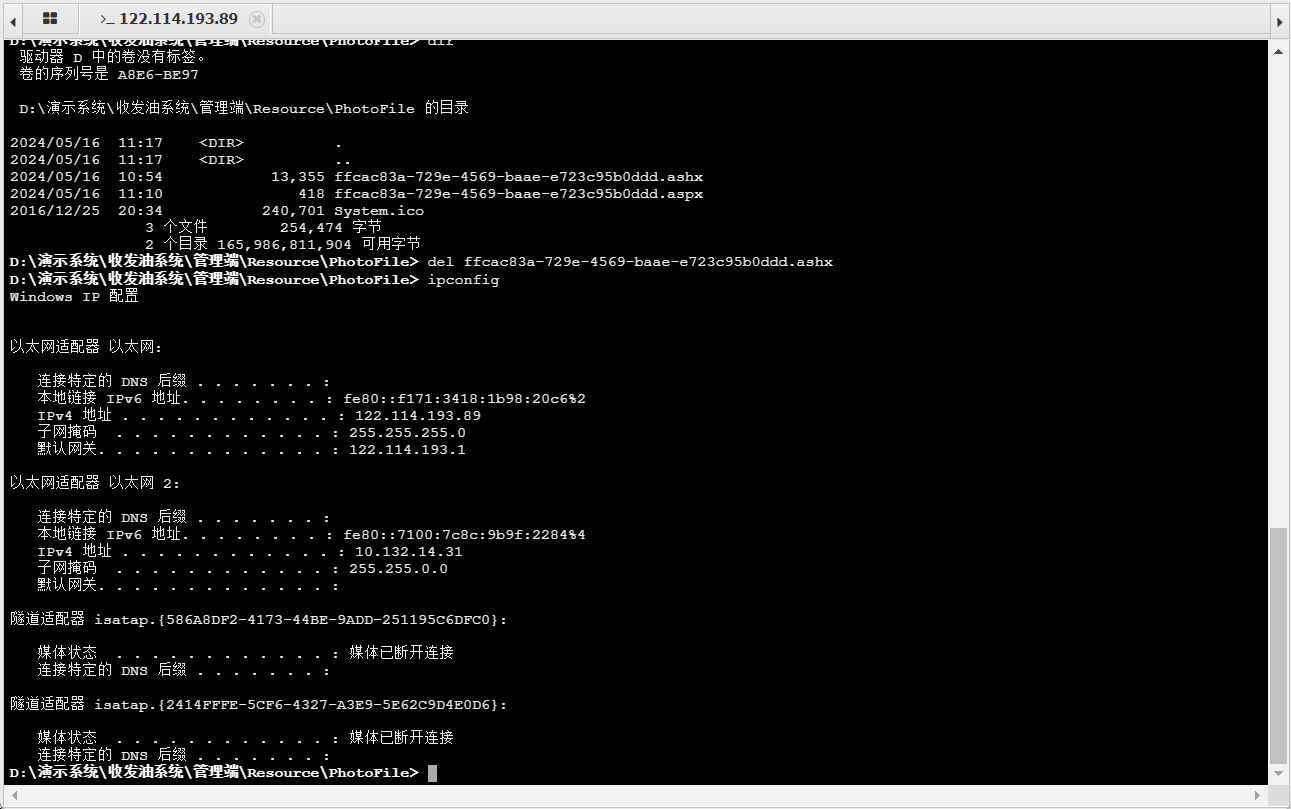 >_ 122.114.193.89
D:\演示系统\收发油系统\管理端\Resource\PhotoFile> dir
驱动器 D 中的卷没有标签。
卷的序列号是 A8E6-BE97
D:\演示系统\收发油系统\管理端\Resource\PhotoFile 的目录
2024/05/16  11:17    <DIR>          .
2024/05/16  11:17    <DIR>          ..
2024/05/16  10:54            13,355 ffcac83a-729e-4569-baae-e723c95b0ddd.ashx
2024/05/16  11:10               418 ffcac83a-729e-4569-baae-e723c95b0ddd.aspx
2016/12/25  20:34           240,701 System.ico
3 个文件        254,474 字节
2 个目录 165,986,811,904 可用字节
D:\演示系统\收发油系统\管理端\Resource\PhotoFile> del ffcac83a-729e-4569-baae-e723c95b0ddd.ashx
D:\演示系统\收发油系统\管理端\Resource\PhotoFile> ipconfig
Windows IP 配置
以太网适配器 以太网:
连接特定的 DNS 后缀 . . . . . . . :
本地链接 IPv6 地址. . . . . . . . : fe80::f171:3418:1b98:20c6%2
IPv4 地址 . . . . . . . . . . . . : 122.114.193.89
子网掩码  . . . . . . . . . . . . : 255.255.255.0
默认网关. . . . . . . . . . . . . : 122.114.193.1
以太网适配器 以太网 2:
连接特定的 DNS 后缀 . . . . . . . :
本地链接 IPv6 地址. . . . . . . . : fe80::7100:7c8c:9b9f:2284%4
IPv4 地址 . . . . . . . . . . . . : 10.132.14.31
子网掩码  . . . . . . . . . . . . : 255.255.0.0
默认网关. . . . . . . . . . . . . :
隧道适配器 isatap.{586A8DF2-4173-44BE-9ADD-251195C6DFC0}:
媒体状态  . . . . . . . . . . . . : 媒体已断开连接
连接特定的 DNS 后缀 . . . . . . . :
隧道适配器 isatap.{2414FFFE-5CF6-4327-A3E9-5E62C9D4E0D6}:
媒体状态  . . . . . . . . . . . . : 媒体已断开连接
连接特定的 DNS 后缀 . . . . . . . :
D:\演示系统\收发油系统\管理端\Resource\PhotoFile>